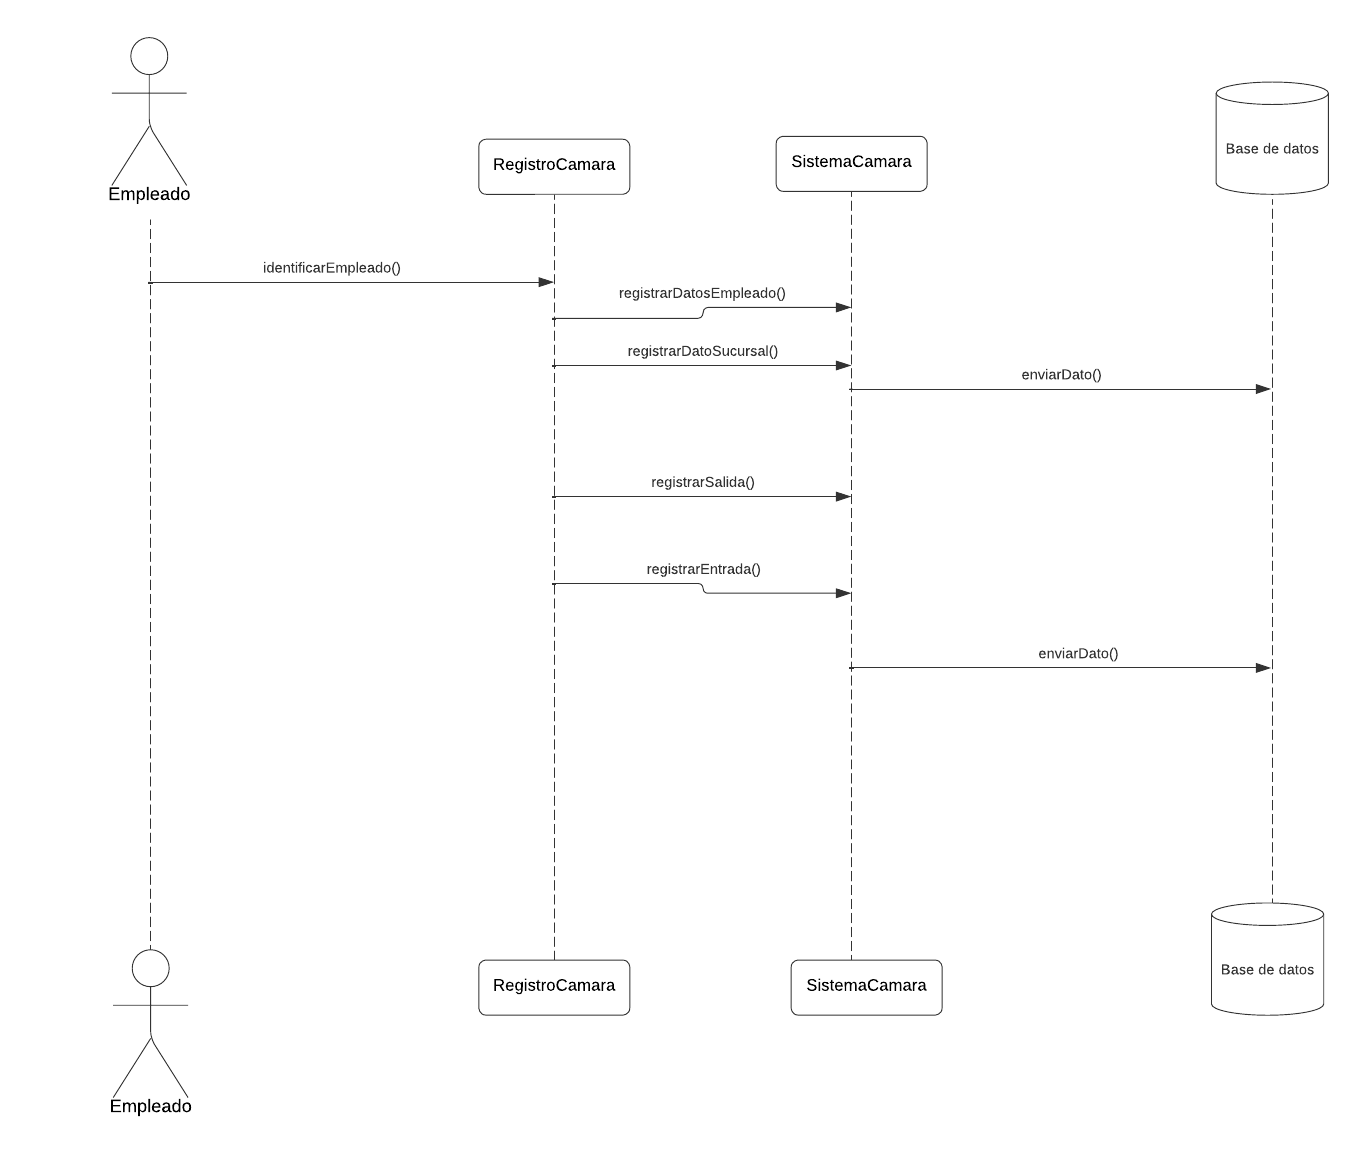 Empleado
RegistroCamara
SistemaCamara
Base de datos
identificarEmpleado()
registrarDatosEmpleado()
registrarDatoSucursal()
enviarDato()
registrarSalida()
registrarEntrada()
enviarDato()
Empleado
RegistroCamara
SistemaCamara
Base de datos